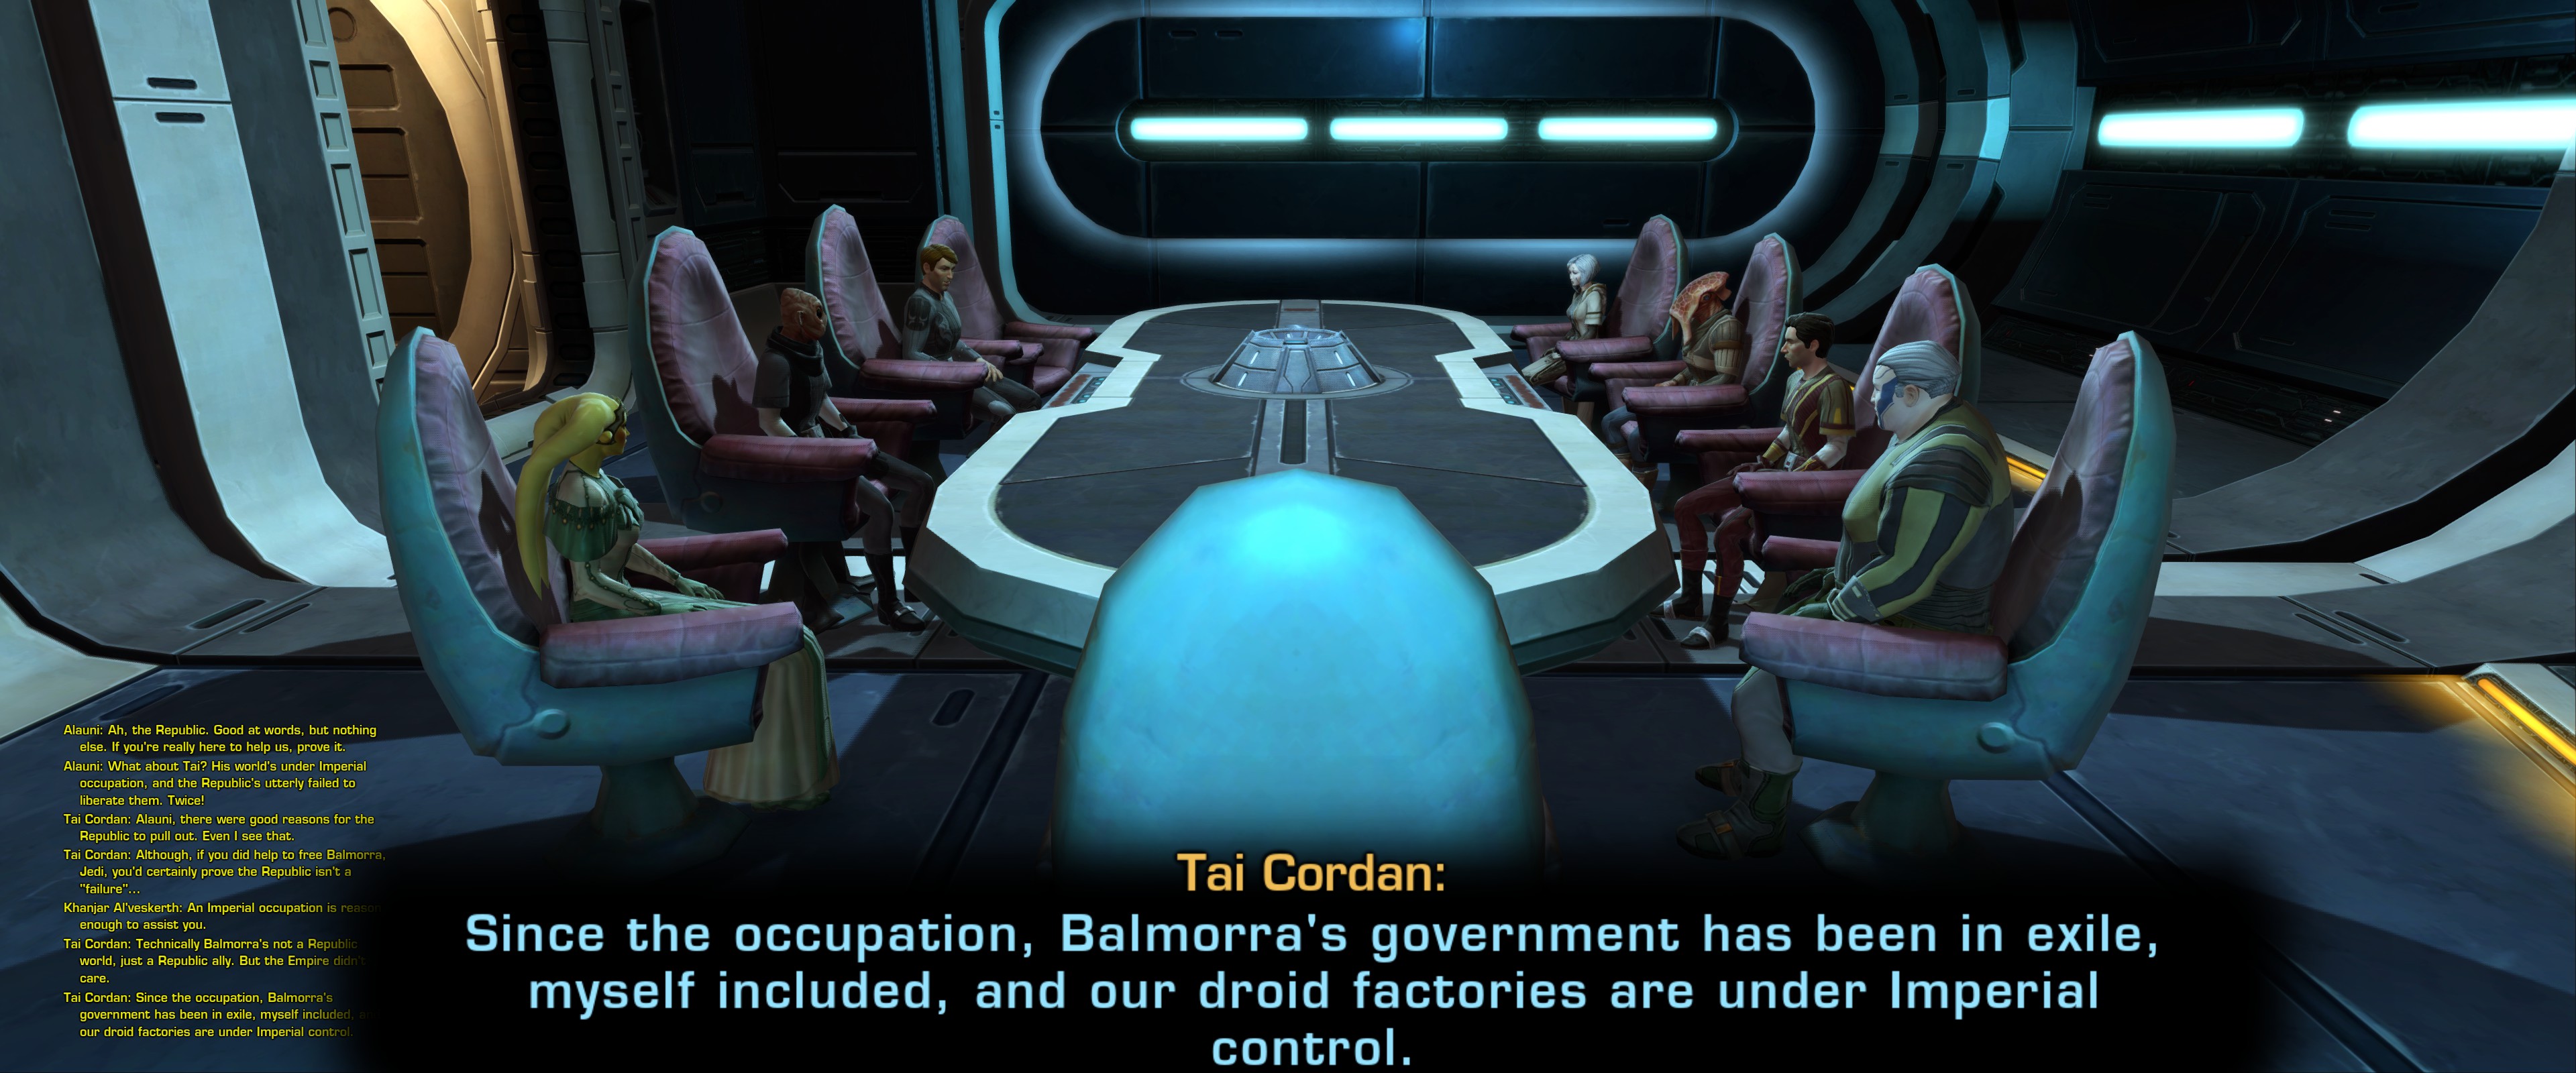 Alauni: Ah, the Republic. Good at words, but nothing
else. If you're really here to help us, prove it.
Alauni: What about Tai? His world's under Imperial
occupation, and the Republic's utterly failed to
liberate them. Twice!
Tai Cordan: Alauni, there were good reasons for the
Republic to pull out. Even I see that.
Tai Cordan: Although, if you did help to free Balmorra,
Jedi, you'd certainly prove the Republic isn't a
"failure"...
Khanjar Al'veskerth: An Imperial occupation is reason
enough to assist you.
Tai Cordan: Technically Balmorra's not a Republic
world, just a Republic ally. But the Empire didn't
care.
Tai Cordan: Since the occupation, Balmorra's
government has been in exile, myself included, and
our droid factories are under Imperial control.
Tai Cordan:
Since the occupation, Balmorra's government has been in exile,
myself included, and our droid factories are under Imperial
control.